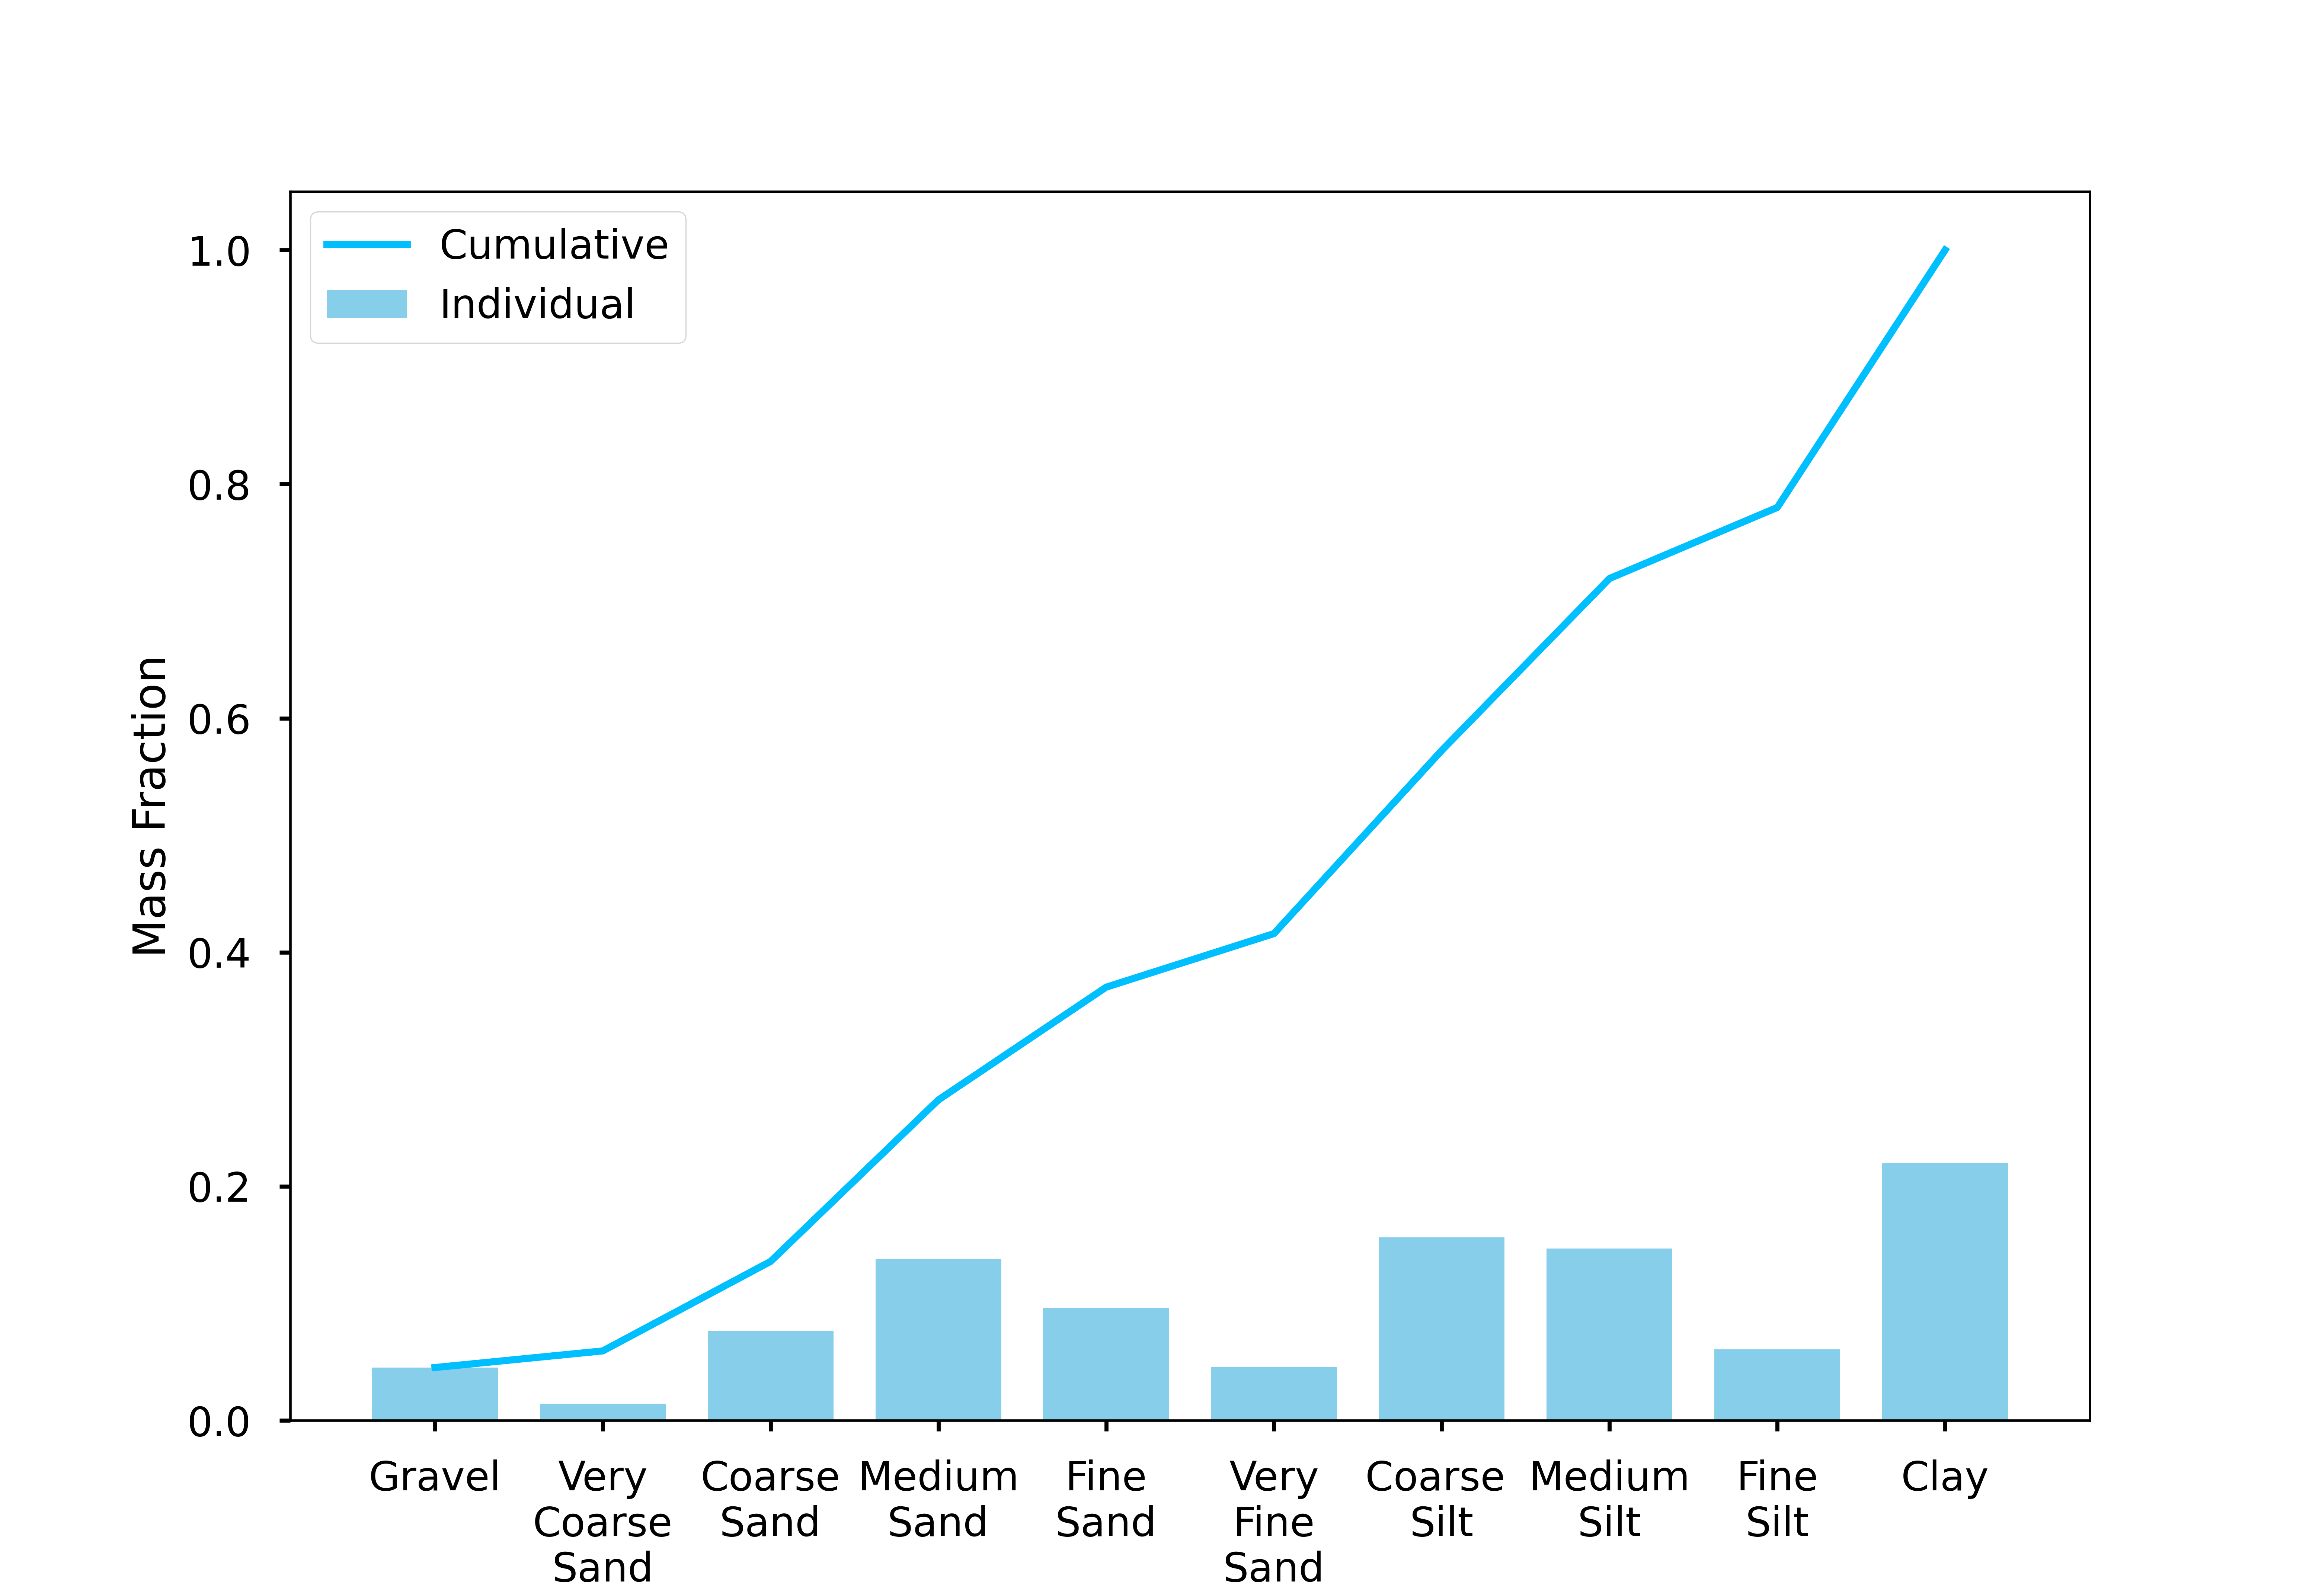 Cumulative
Individual
1.0
0.8
0.6
0.4
0.2
0.0
Mass Fraction
Gravel
Very
Coarse
Sand
Coarse
Sand
Medium
Sand
Fine
Sand
Very
Fine
Sand
Coarse
Silt
Medium
Silt
Fine
Silt
Clay